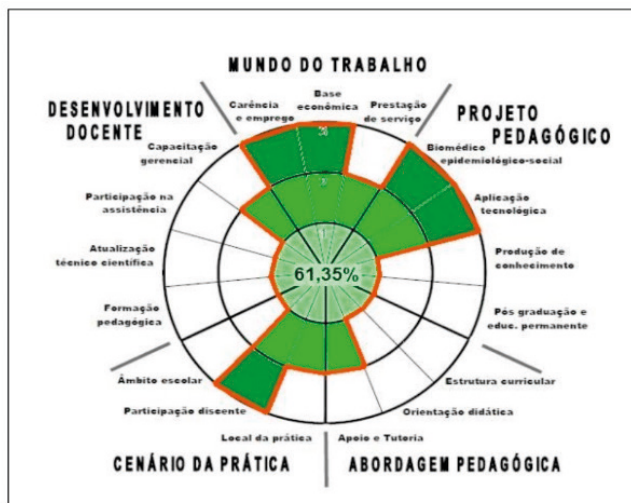 MUNDO DO TRABALHO
Carência
e emprego
Base
econômica
Prestação
de serviço
DESENVOLVIMENTO
DOCENTE
PROJETO
PEDAGÓGICO
Capacitação
gerencial
Participação na
assistência
Atualização
técnico científica
Formação
pedagógica
Biomédico
epidemiológico-social
Aplicação
tecnológica
Produção de
conhecimento
Pós graduação e
educ. permanente
61,35%
Âmbito escolar
Participação discente
Local da prática
Estrutura curricular
Orientação didática
Apoio e Tutoria
CENÁRIO DA PRÁTICA
ABORDAGEM PEDAGÓGICA